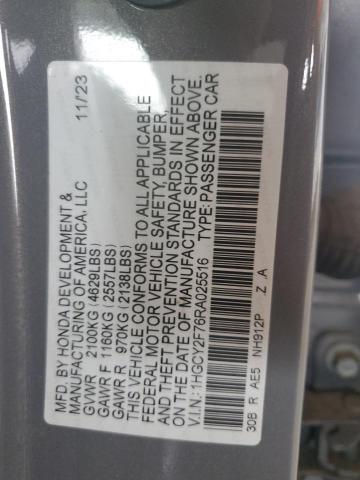 MFD. BY HONDA DEVELOPMENT &
MANUFACTURING OF AMERICA, LLC 11/23
GVWR 2100KG (4629LBS)
GAWR F 1160KG (2557LBS)
GAWR R 970KG (2138LBS)
THIS VEHICLE CONFORMS TO ALL APPLICABLE
FEDERAL MOTOR VEHICLE SAFETY, BUMPER,
AND THEFT PREVENTION STANDARDS IN EFFECT
ON THE DATE OF MANUFACTURE SHOWN ABOVE.
V.I.N.: 1HGCY2F76RA025516 TYPE: PASSENGER CAR
30B R AE5 NH912P Z .A